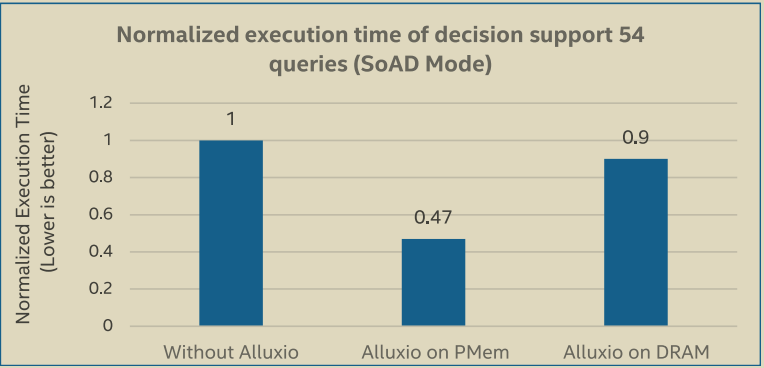 Normalized execution time of decision support 54
queries (SoAD Mode)
Normalized Execution Time
(Lower is better)
1.2
1
0.8
0.6
0.4
0.2
0
1
0.47
0.9
Without Alluxio
Alluxio on PMem
Alluxio on DRAM